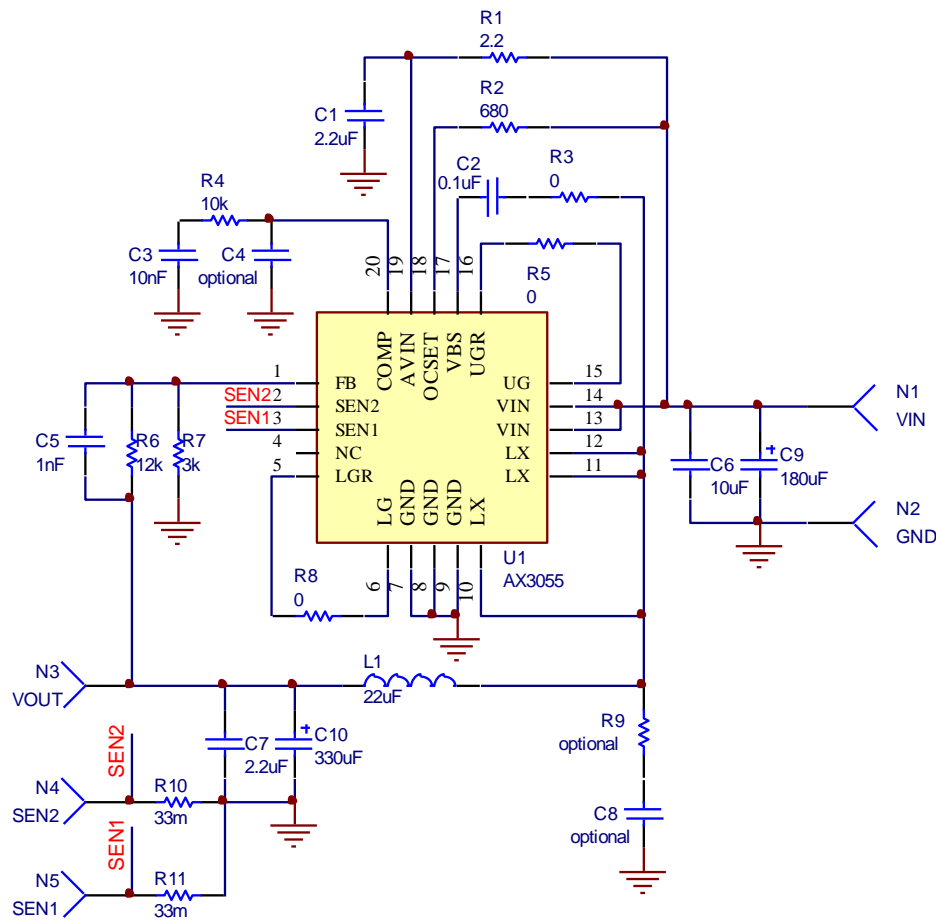 R1
2.2
R2
680
C1
2.2uF
C2
0.1uF
R3
0
R4
10k
C3
10nF
C4
optional
R5
0
20
19
18
17
16
COMP
AVIN
OCSET
VBS
UGR
1
FB
SEN2
2
SEN2
SEN1
3
SEN1
4
NC
5
LGR
15
UG
14
VIN
13
VIN
12
LX
11
LX
LG
GND
GND
GND
LX
6
7
8
9
10
U1
AX3055
C5
1nF
R6
12k
R7
3k
C6
10uF
C9
+
180uF
N1
VIN
N2
GND
R8
0
N3
VOUT
L1
22uF
R9
optional
C8
optional
C7
2.2uF
+
C10
330uF
SEN2
N4
SEN2
R10
33m
SEN1
N5
SEN1
R11
33m